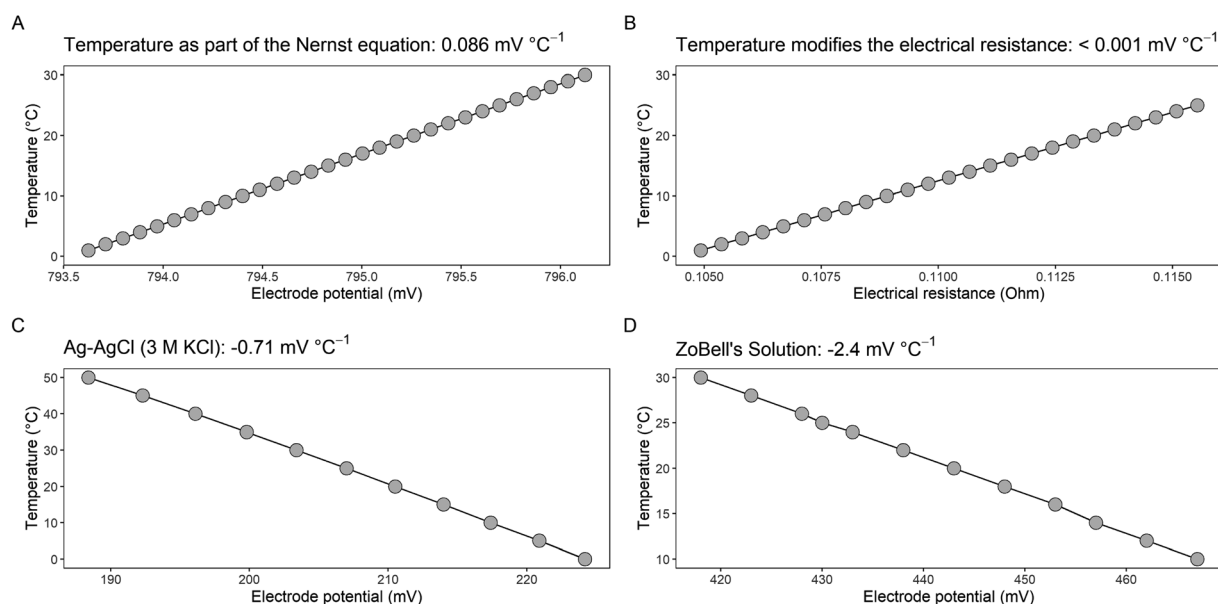 A
Temperature as part of the Nernst equation: 0.086 mV °C⁻¹
30
20
10
0
Temperature (°C)
793.5 794.0 794.5 795.0 795.5 796.0
Electrode potential (mV)
B
Temperature modifies the electrical resistance: < 0.001 mV °C⁻¹
30
20
10
0
Temperature (°C)
0.1050 0.1075 0.1100 0.1125 0.1150
Electrical resistance (Ohm)
C
Ag-AgCl (3 M KCl): -0.71 mV °C⁻¹
50
40
30
20
10
0
Temperature (°C)
190 200 210 220
Electrode potential (mV)
D
ZoBell's Solution: -2.4 mV °C⁻¹
30
25
20
15
10
Temperature (°C)
420 430 440 450 460
Electrode potential (mV)